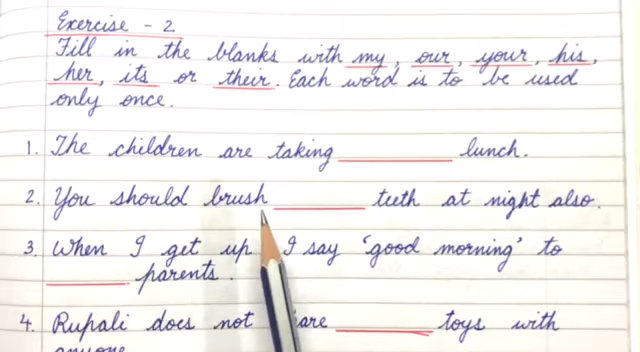 Exercise - 2
Fill in the blanks with my, our, your, his,
her, its or their. Each word is to be used
only once.
1. The children are taking ________ lunch.
2. You should brush ________ teeth at night also.
3. When I get up I say 'good morning' to
________ parents.
4. Rupali does not ________ toys with